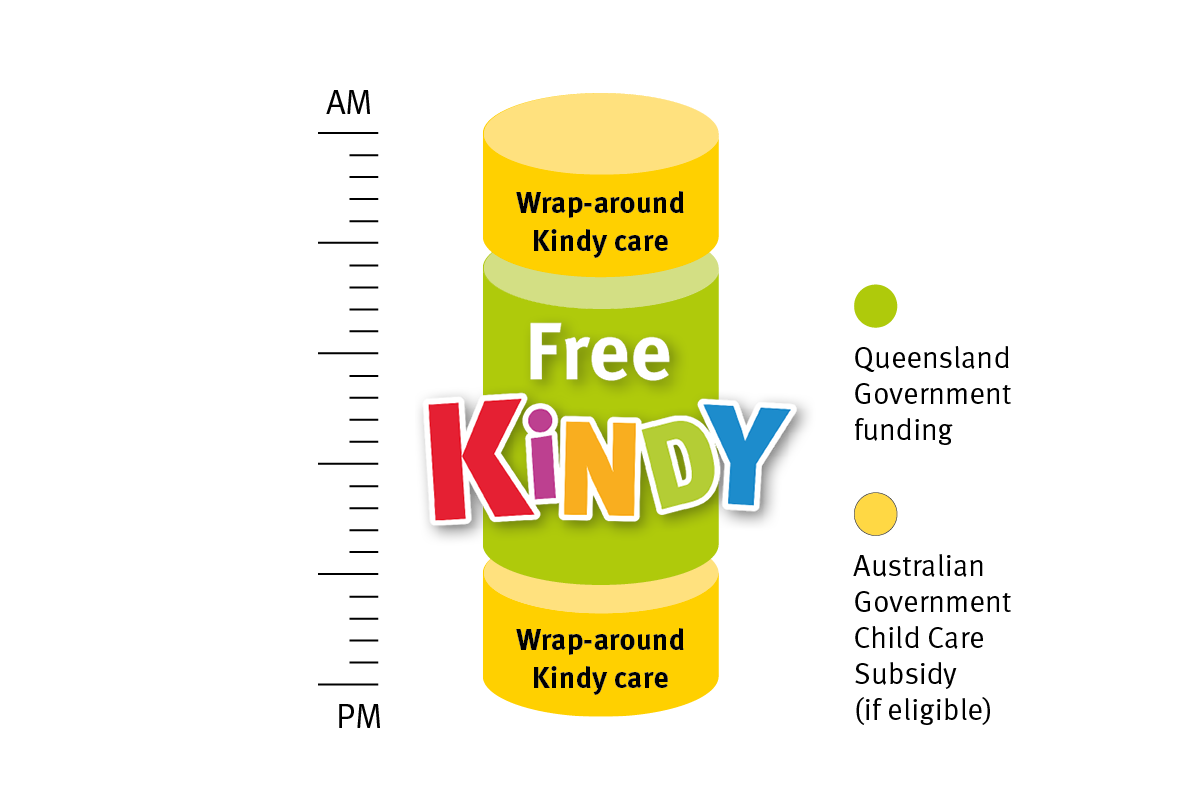 AM
Wrap-around
Kindy care
Free
KiNDY
Wrap-around
Kindy care
PM
Queensland
Government
funding
Australian
Government
Child Care
Subsidy
(if eligible)